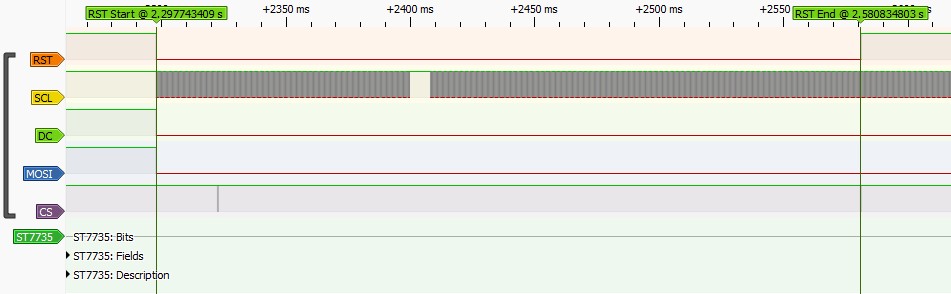 RST Start @ 2,297743409 s
+2350 ms
+2400 ms
+2450 ms
+2500 ms
+2550
RST End @ 2,580834803 s
RST
SCL
DC
MOSI
CS
ST7735
ST7735: Bits
ST7735: Fields
ST7735: Description